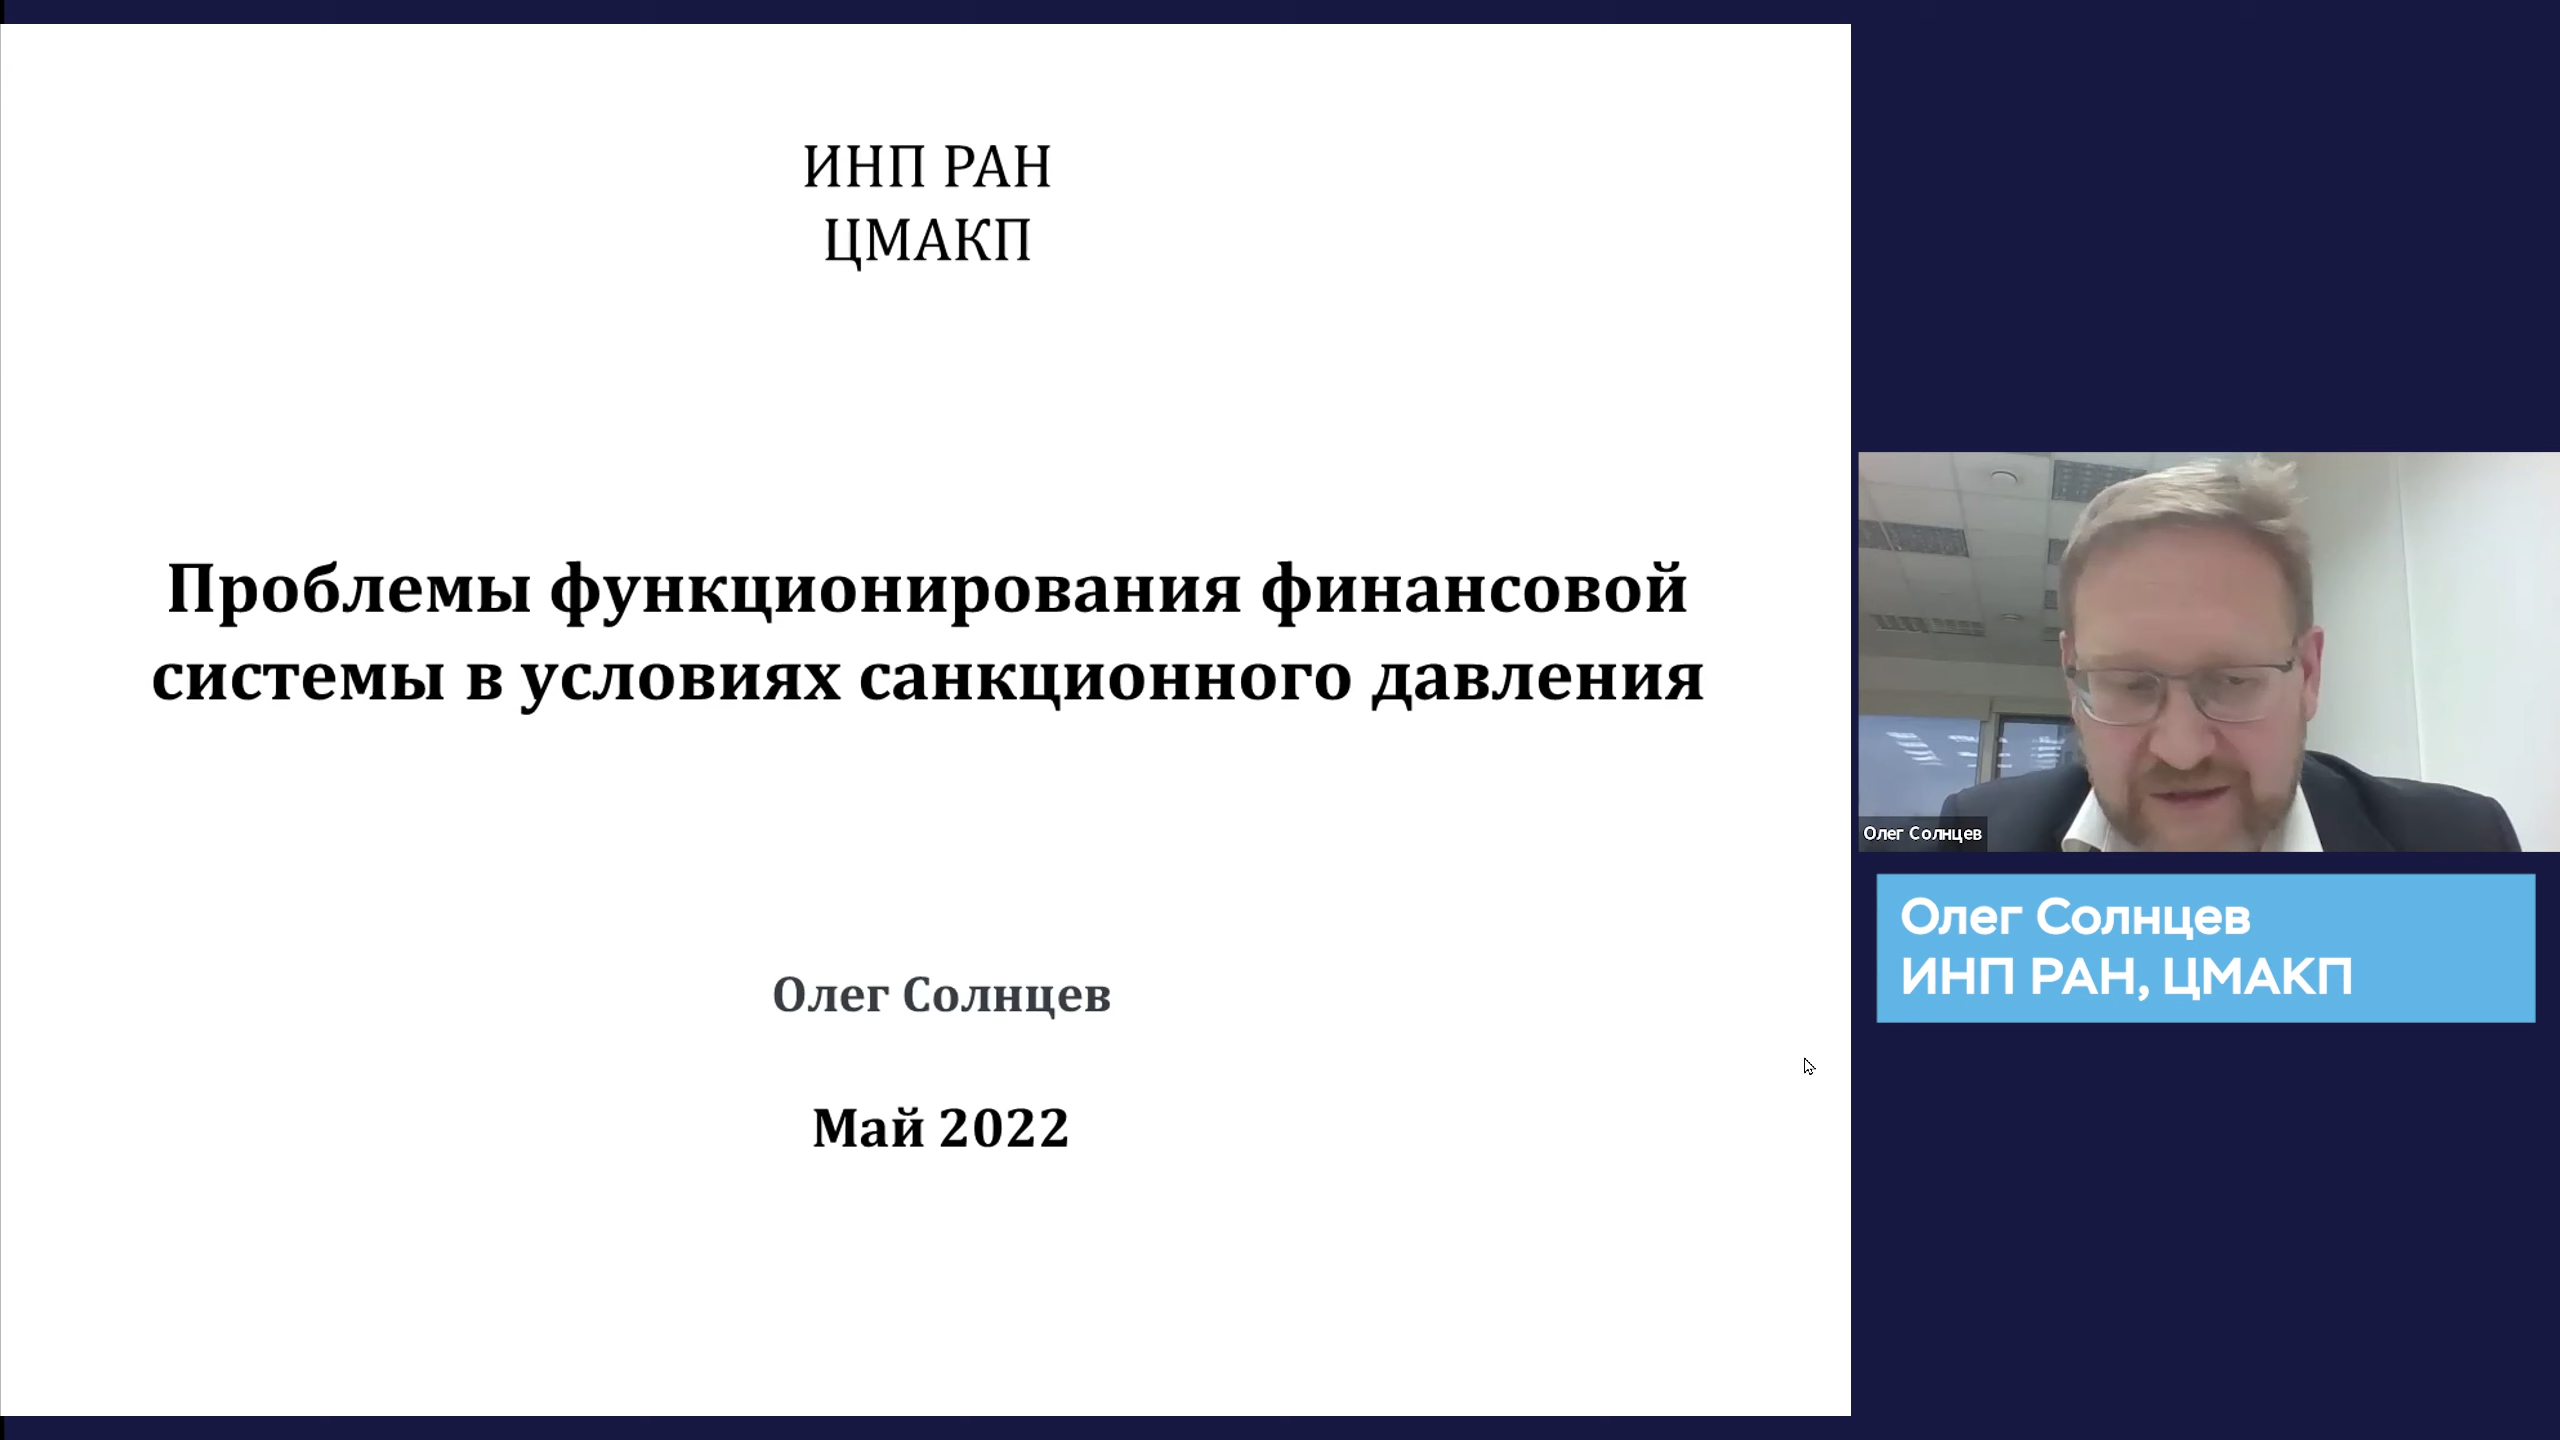 ИНП РАН
ЦМАКП
Проблемы функционирования финансовой
системы в условиях санкционного давления
Олег Солнцев
Май 2022
Олег Солнцев
Олег Солнцев
ИНП РАН, ЦМАКП